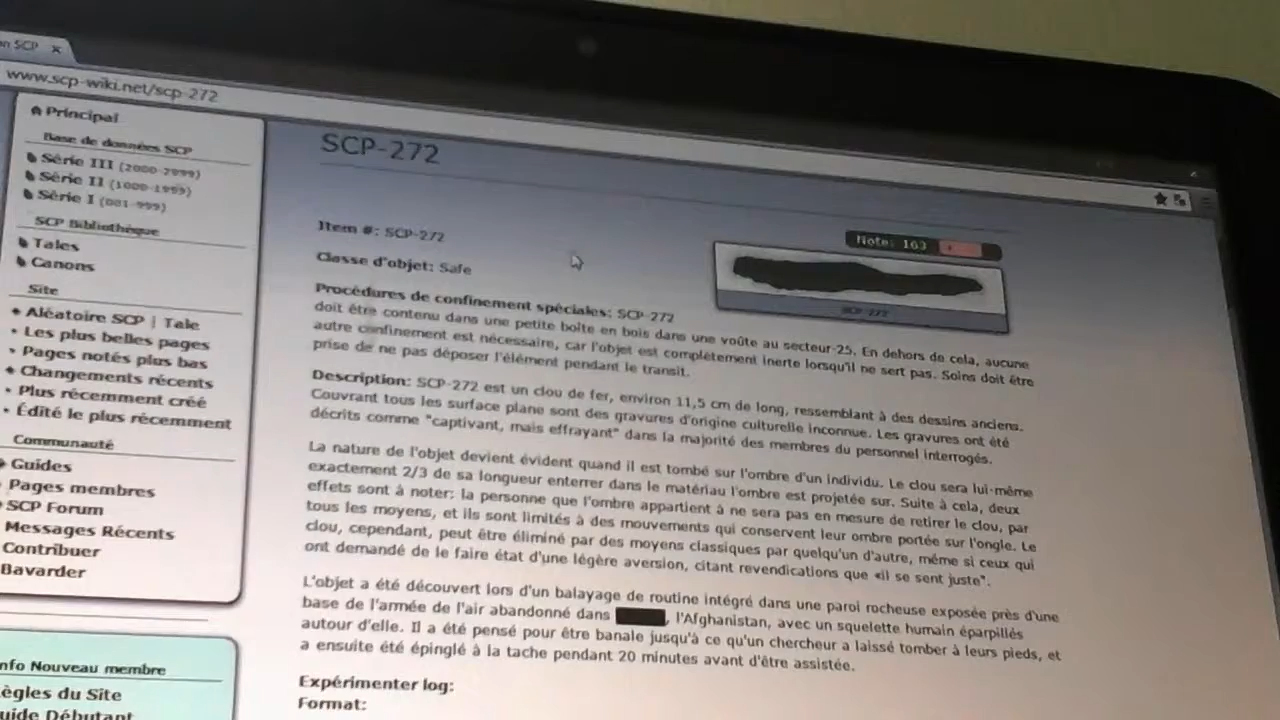 on SCP ×
www.scp-wiki.net/scp-272
Principal
Base de données SCP
Série III (2000-2999)
Série II (1000-1999)
Série I (001-999)
SCP Bibliothèque
Tales
Canons
Site
Aléatoire SCP | Tale
Les plus belles pages
Pages notés plus bas
Changements récents
Plus récemment créé
Édité le plus récemment
Communauté
Guides
Pages membres
SCP Forum
Messages Récents
Contribuer
Bavarder
nfo Nouveau membre
ègles du Site
uide Débutant
SCP-272
Note: 163
SCP-272
Item #: SCP-272
Classe d'objet: Safe
Procédures de confinement spéciales: SCP-272
doit être contenu dans une petite boîte en bois dans une voûte au secteur-25. En dehors de cela, aucune
autre confinement est nécessaire, car l'objet est complètement inerte lorsqu'il ne sert pas. Soins doit être
prise de ne pas déposer l'élément pendant le transit.
Description: SCP-272 est un clou de fer, environ 11,5 cm de long, ressemblant à des dessins anciens.
Couvrant tous les surface plane sont des gravures d'origine culturelle inconnue. Les gravures ont été
décrits comme "captivant, mais effrayant" dans la majorité des membres du personnel interrogés.
La nature de l'objet devient évident quand il est tombé sur l'ombre d'un individu. Le clou sera lui-même
exactement 2/3 de sa longueur enterrer dans le matériau l'ombre est projetée sur. Suite à cela, deux
effets sont à noter: la personne que l'ombre appartient à ne sera pas en mesure de retirer le clou, par
tous les moyens, et ils sont limités à des mouvements qui conservent leur ombre portée sur l'ongle. Le
clou, cependant, peut être éliminé par des moyens classiques par quelqu'un d'autre, même si ceux qui
ont demandé de le faire état d'une légère aversion, citant revendications que «il se sent juste".
L'objet a été découvert lors d'un balayage de routine intégré dans une paroi rocheuse exposée près d'une
base de l'armée de l'air abandonné dans , l'Afghanistan, avec un squelette humain éparpillés
autour d'elle. Il a été pensé pour être banale jusqu'à ce qu'un chercheur a laissé tomber à leurs pieds, et
a ensuite été épinglé à la tache pendant 20 minutes avant d'être assistée.
Expérimenter log:
Format: